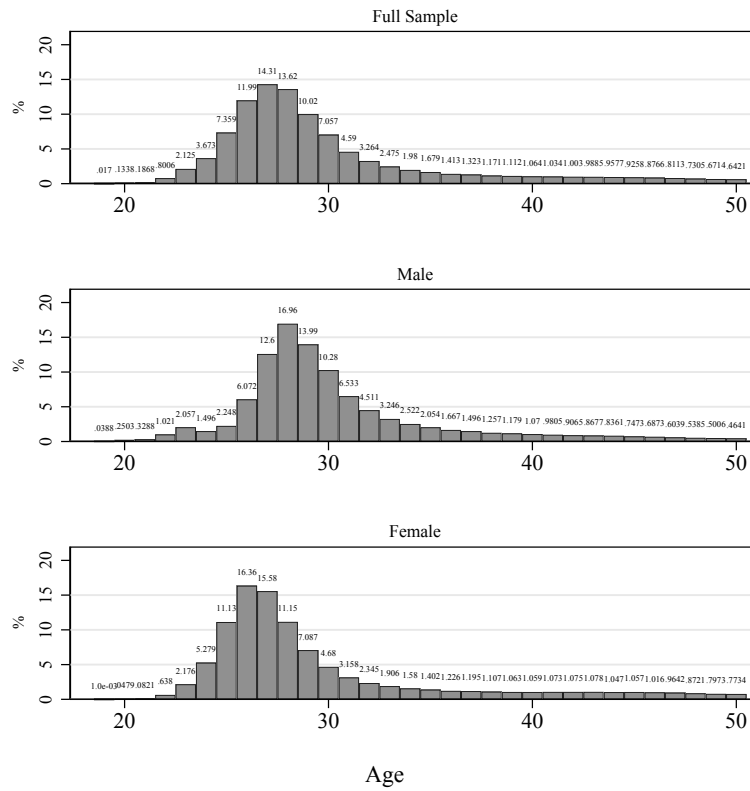 Full Sample
%
20
15
10
5
0
.017 .1338 .1868 .8006 2.125 3.673 7.359 11.99 14.31 13.62 10.02 7.057 4.59 3.264 2.475 1.98 1.679 1.413 1.323 1.171 1.112 1.064 1.034 1.003 .9885 .9577 .9258 .8766 .8113 .7305 .6714 .6421
20 30 40 50
Male
%
20
15
10
5
0
.0388 .2503 .3288 1.021 2.057 1.496 2.248 6.072 12.6 16.96 13.99 10.28 6.533 4.511 3.246 2.522 2.054 1.667 1.496 1.257 1.179 1.07 .9805 .9065 .8677 .8361 .7473 .6873 .6039 .5385 .5006 .4641
20 30 40 50
Female
%
20
15
10
5
0
1.0e-03 .0479 .0821 .638 2.176 5.279 11.13 16.36 15.58 11.15 7.087 4.68 3.158 2.345 1.906 1.58 1.402 1.226 1.195 1.107 1.063 1.059 1.073 1.075 1.078 1.047 1.057 1.016 .9642 .8721 .7973 .7734
20 30 40 50
Age